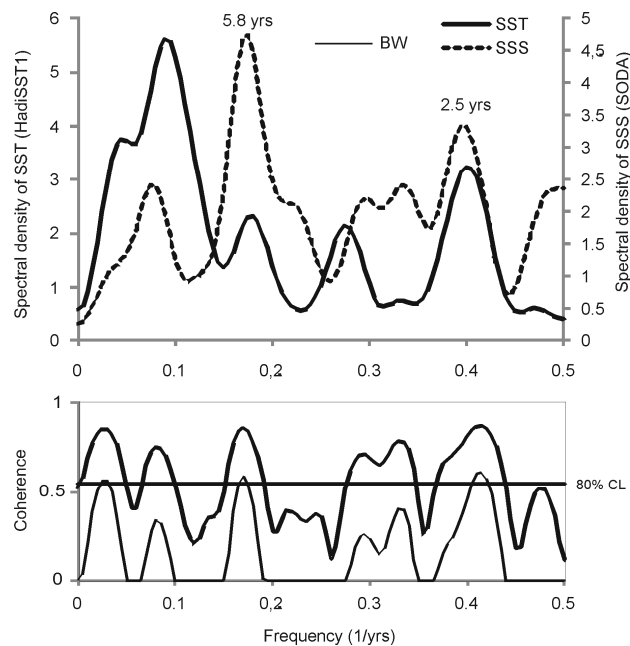 6
5
4
3
2
1
0
Spectral density of SST (HadiSST1)
5.8 yrs
2.5 yrs
BW
SST
SSS
5
4,5
4
3.5
3
2.5
2
1.5
1
0.5
0
Spectral density of SSS (SODA)
0 0.1 0,2 0.3 0.4 0.5
1
0.5
0
Coherence
80% CL
0 0.1 0,2 0.3 0.4 0.5
Frequency (1/yrs)